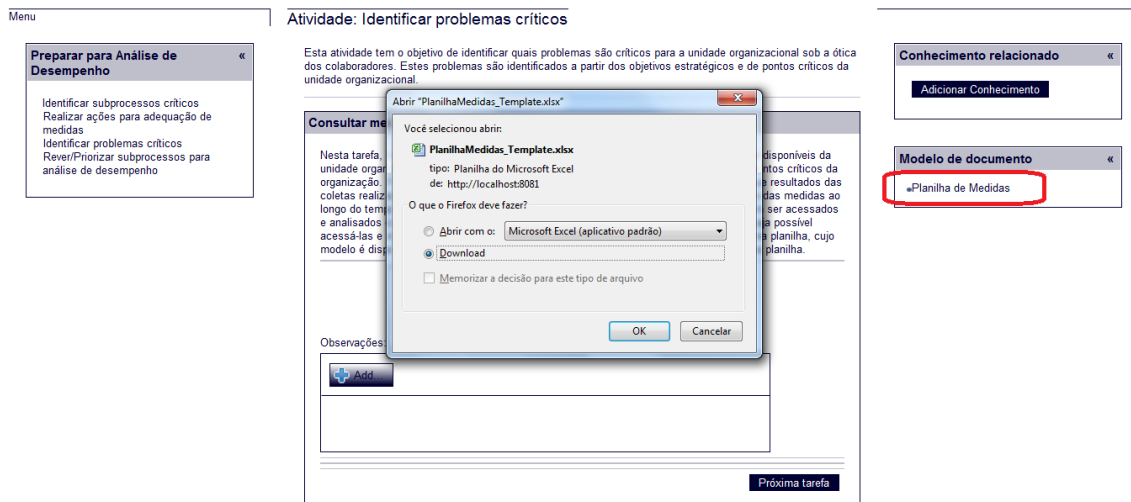 Menu
Preparar para Análise de «
Desempenho
Identificar subprocessos críticos
Realizar ações para adequação de
medidas
Identificar problemas críticos
Rever/Priorizar subprocessos para
análise de desempenho
Atividade: Identificar problemas críticos
Esta atividade tem o objetivo de identificar quais problemas são críticos para a unidade organizacional sob a ótica
dos colaboradores. Estes problemas são identificados a partir dos objetivos estratégicos e de pontos críticos da
unidade organizacional.
Consultar me
Nesta tarefa, disponíveis da
unidade organ ntos críticos da
organização. e resultados das
coletas realiz das medidas ao
longo do temp ser acessados
e analisados a possível
acessá-las e a planilha, cujo
modelo é disp planilha.
Abrir "PlanilhaMedidas_Template.xlsx"
Você selecionou abrir:
PlanilhaMedidas_Template.xlsx
tipo: Planilha do Microsoft Excel
de: http://localhost:8081
O que o Firefox deve fazer?
Abrir com o: Microsoft Excel (aplicativo padrão)
Download
Memorizar a decisão para este tipo de arquivo
OK Cancelar
Observações:
Add...
Próxima tarefa
Conhecimento relacionado «
Adicionar Conhecimento
Modelo de documento «
Planilha de Medidas